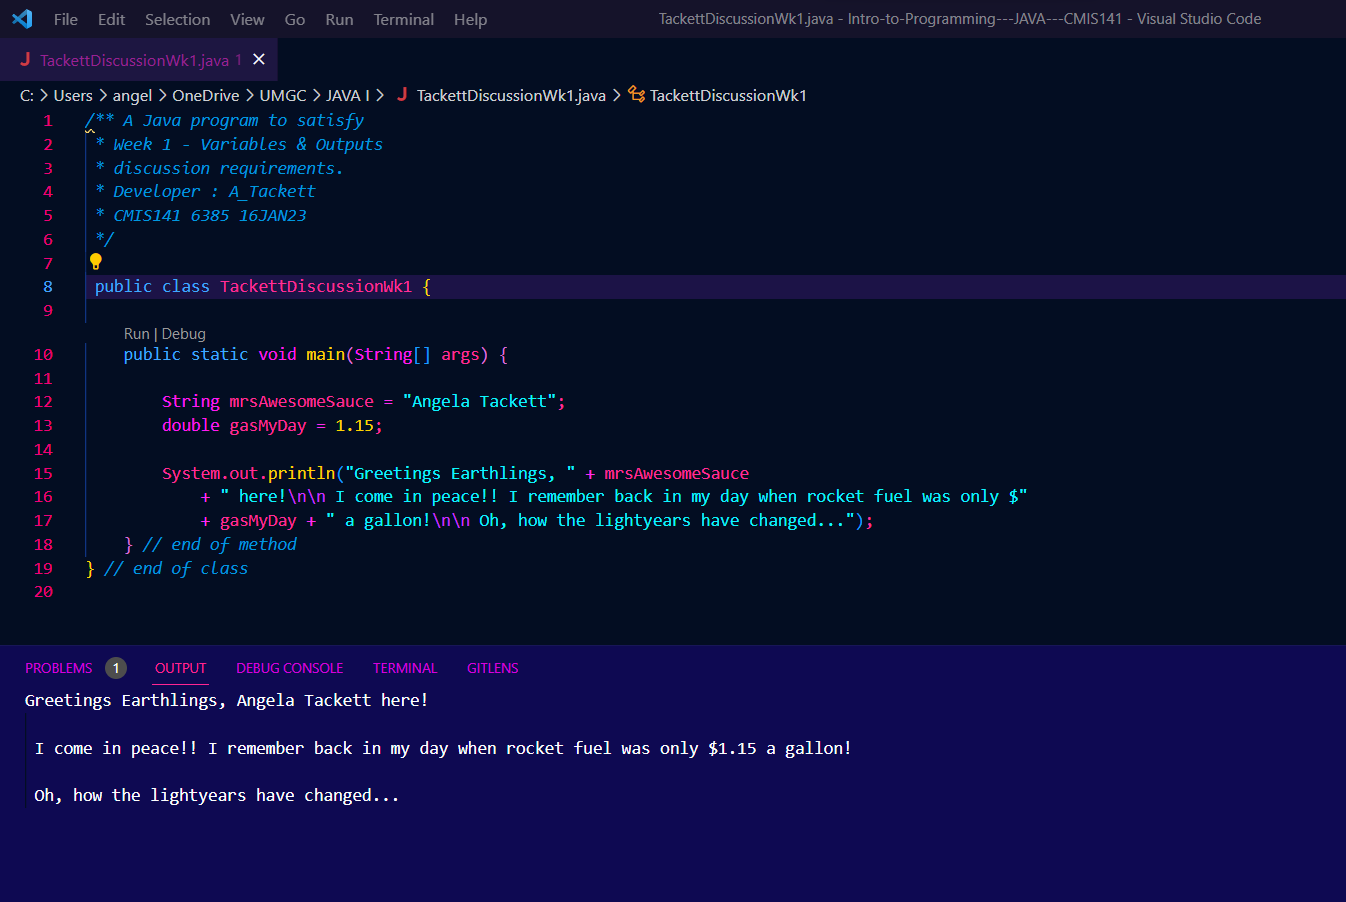 File Edit Selection View Go Run Terminal Help TackettDiscussionWk1.java - Intro-to-Programming---JAVA---CMIS141 - Visual Studio Code
J TackettDiscussionWk1.java 1
C: > Users > angel > OneDrive > UMGC > JAVA I > J TackettDiscussionWk1.java > TackettDiscussionWk1
1 /** A Java program to satisfy
2 * Week 1 - Variables & Outputs
3 * discussion requirements.
4 * Developer : A_Tackett
5 * CMIS141 6385 16JAN23
6 */
7
8 public class TackettDiscussionWk1 {
9
Run | Debug
10 public static void main(String[] args) {
11
12 String mrsAwesomeSauce = "Angela Tackett";
13 double gasMyDay = 1.15;
14
15 System.out.println("Greetings Earthlings, " + mrsAwesomeSauce
16 + " here!\n\n I come in peace!! I remember back in my day when rocket fuel was only $"
17 + gasMyDay + " a gallon!\n\n Oh, how the lightyears have changed...");
18 } // end of method
19 } // end of class
20
PROBLEMS 1 OUTPUT DEBUG CONSOLE TERMINAL GITLENS
Greetings Earthlings, Angela Tackett here!
I come in peace!! I remember back in my day when rocket fuel was only $1.15 a gallon!
Oh, how the lightyears have changed...